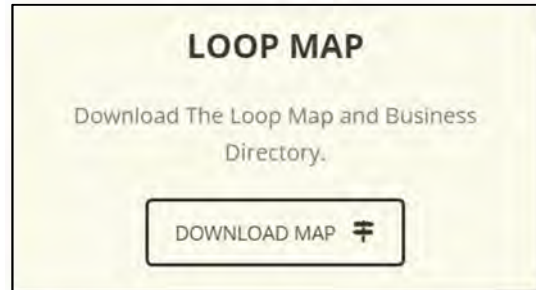 LOOP MAP
Download The Loop Map and Business
Directory.
DOWNLOAD MAP